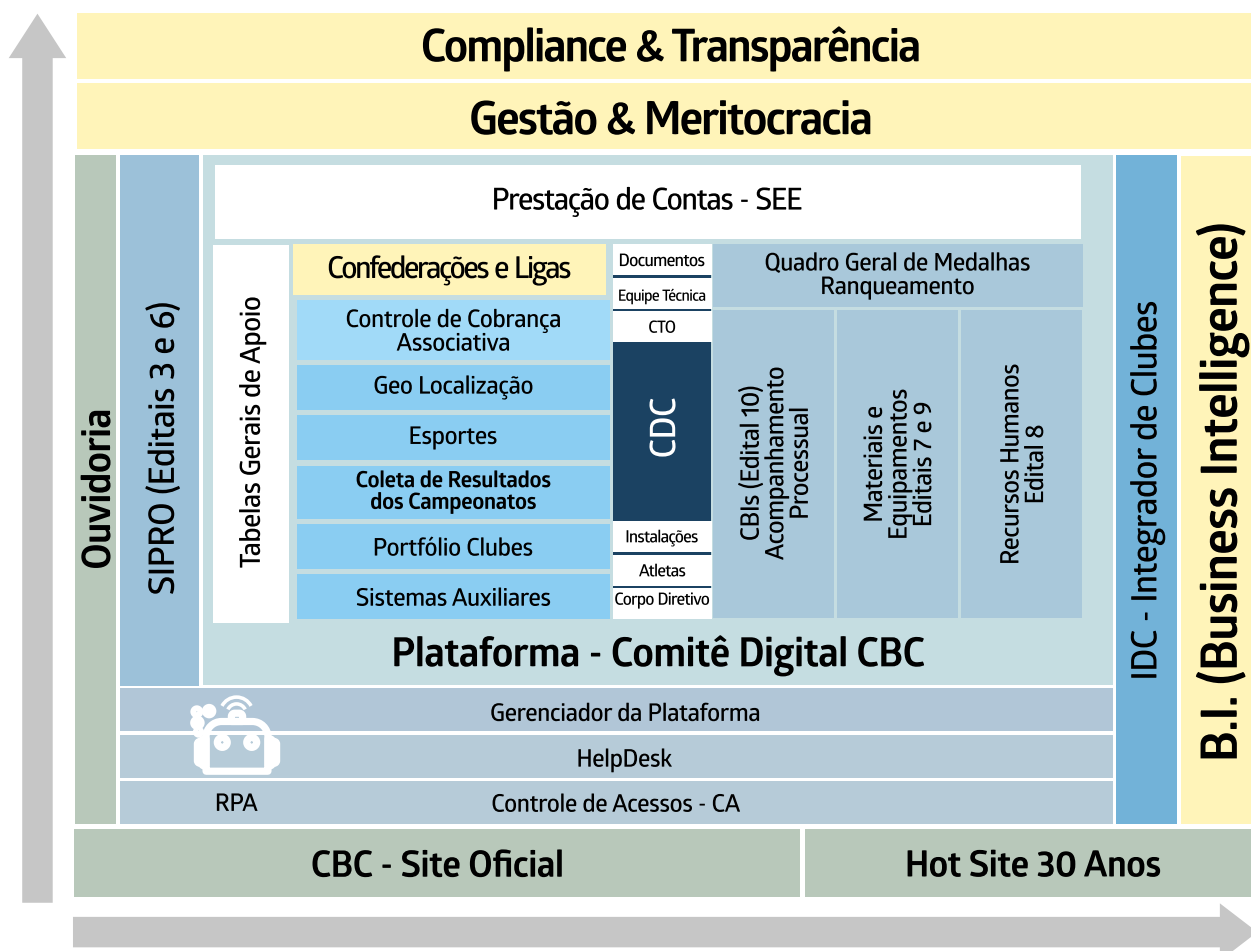 Compliance & Transparência
Gestão & Meritocracia
Ouvidoria
SIPRO (Editais 3 e 6)
Prestação de Contas - SEE
Tabelas Gerais de Apoio
Confederações e Ligas
Controle de Cobrança
Associativa
Geo Localização
Esportes
Coleta de Resultados
dos Campeonatos
Portfólio Clubes
Sistemas Auxiliares
Documentos
Equipe Técnica
CTO
CDC
Instalações
Atletas
Corpo Diretivo
Quadro Geral de Medalhas
Ranqueamento
CBIs (Edital 10)
Acompanhamento
Processual
Materiais e
Equipamentos
Editais 7 e 9
Recursos Humanos
Edital 8
Plataforma - Comitê Digital CBC
IDC - Integrador de Clubes
B.I. (Business Intelligence)
Gerenciador da Plataforma
HelpDesk
RPA
Controle de Acessos - CA
CBC - Site Oficial
Hot Site 30 Anos